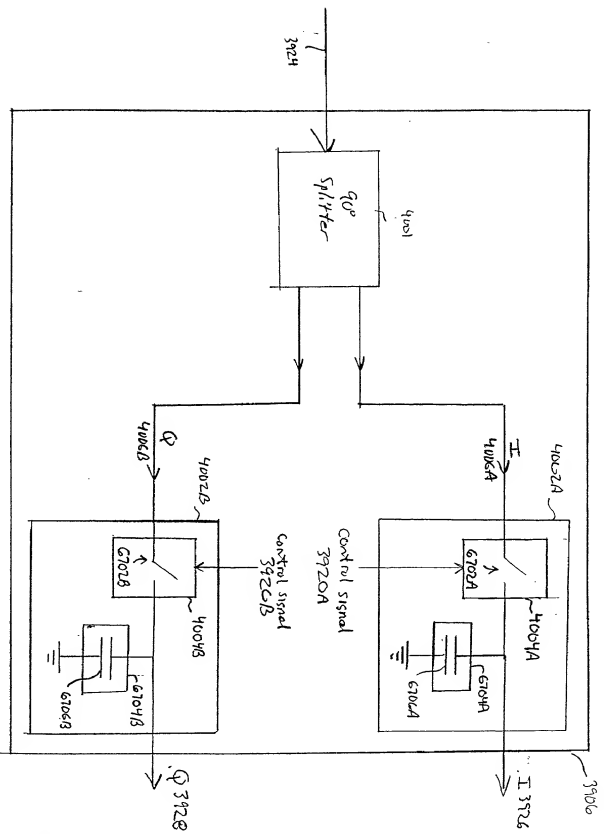 3906
3924
4001
90°
Splitter
I
4006A
4002A
6702A
4004A
6704A
6706A
I 3926
Control signal
3920A
control signal
3920B
Q
4006B
4002B
6702B
4004B
6704B
6706B
Q 3928